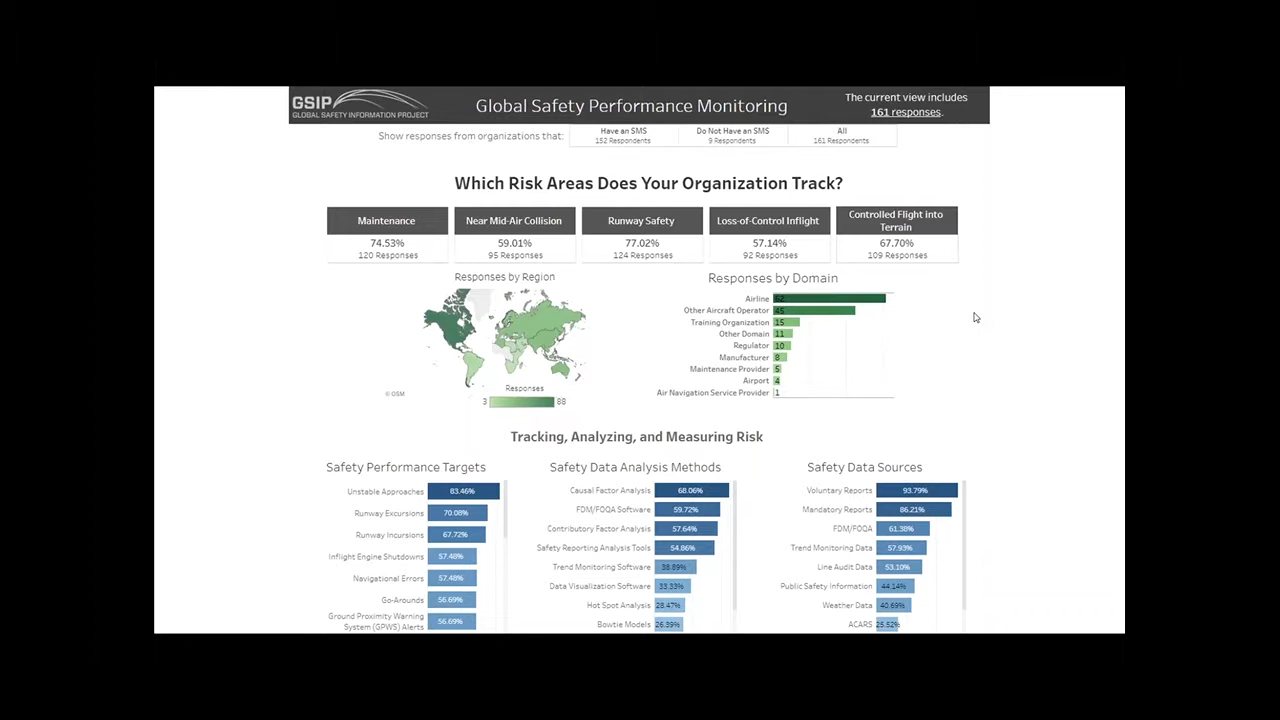 GSIP
GLOBAL SAFETY INFORMATION PROJECT
Global Safety Performance Monitoring
The current view includes
161 responses.
Show responses from organizations that:
Have an SMS
152 Respondents
Do Not Have an SMS
9 Respondents
All
161 Respondents
Which Risk Areas Does Your Organization Track?
Maintenance
74.53%
120 Responses
Near Mid-Air Collision
59.01%
95 Responses
Runway Safety
77.02%
124 Responses
Loss-of-Control Inflight
57.14%
92 Responses
Controlled Flight into
Terrain
67.70%
109 Responses
Responses by Region
© OSM
Responses
3 88
Responses by Domain
Airline 62
Other Aircraft Operator 45
Training Organization 15
Other Domain 11
Regulator 10
Manufacturer 8
Maintenance Provider 5
Airport 4
Air Navigation Service Provider 1
Tracking, Analyzing, and Measuring Risk
Safety Performance Targets
Unstable Approaches 83.46%
Runway Excursions 70.08%
Runway Incursions 67.72%
Inflight Engine Shutdowns 57.48%
Navigational Errors 57.48%
Go-Arounds 56.69%
Ground Proximity Warning
System (GPWS) Alerts 56.69%
Safety Data Analysis Methods
Causal Factor Analysis 68.06%
FDM/FOQA Software 59.72%
Contributory Factor Analysis 57.64%
Safety Reporting Analysis Tools 54.86%
Trend Monitoring Software 38.89%
Data Visualization Software 33.33%
Hot Spot Analysis 28.47%
Bowtie Models 26.39%
Safety Data Sources
Voluntary Reports 93.79%
Mandatory Reports 86.21%
FDM/FOQA 61.38%
Trend Monitoring Data 57.93%
Line Audit Data 53.10%
Public Safety Information 44.14%
Weather Data 40.69%
ACARS 25.52%